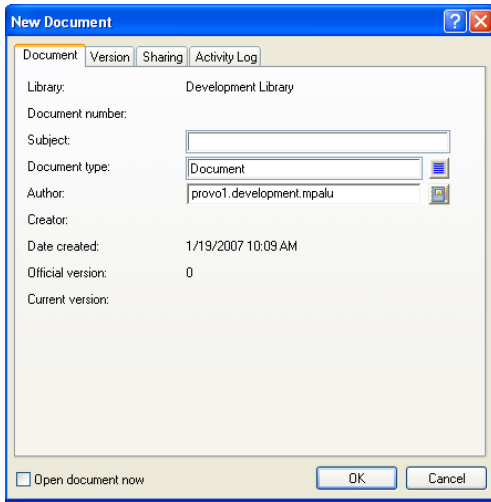 New Document
Document Version Sharing Activity Log
Library: Development Library
Document number:
Subject:
Document type: Document
Author: provo1.development.mpalu
Creator:
Date created: 1/19/2007 10:09 AM
Official version: 0
Current version:
Open document now OK Cancel